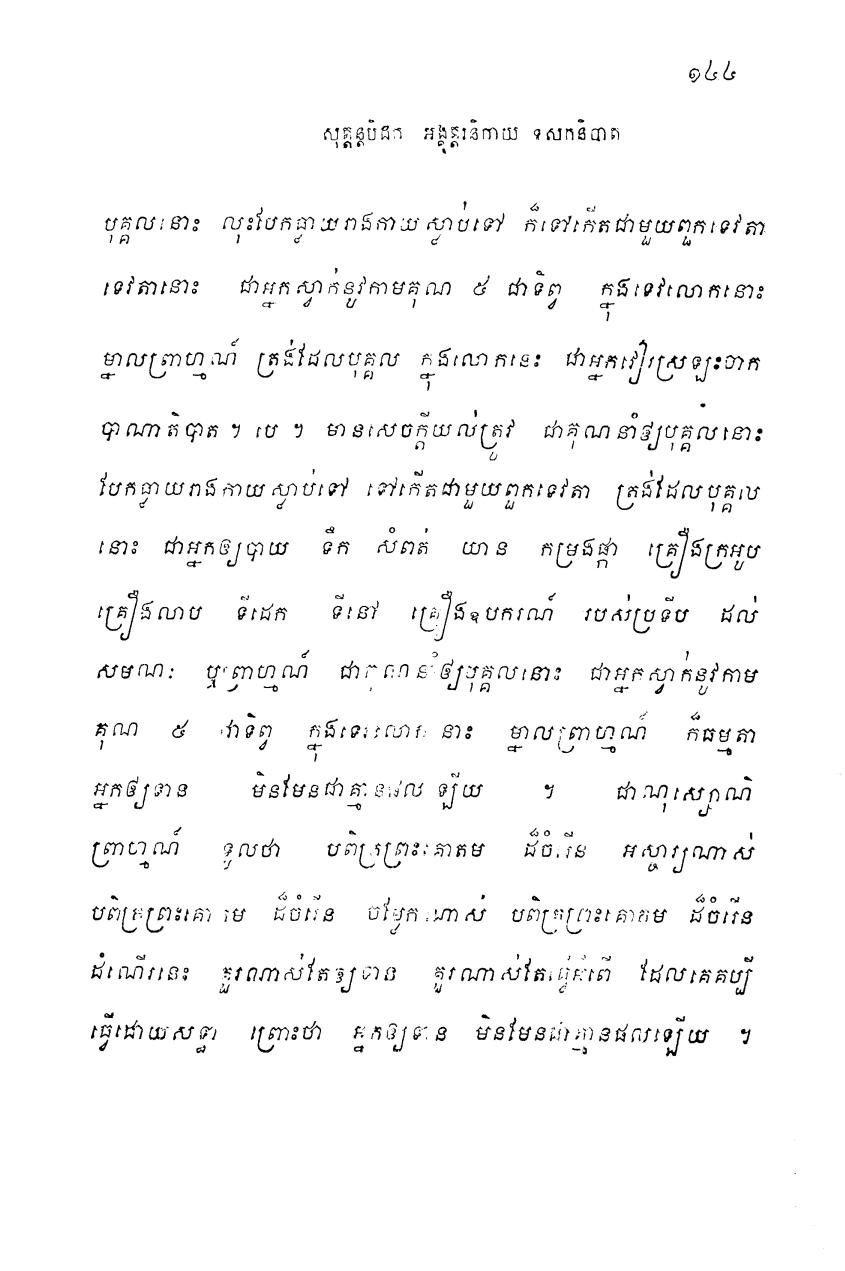 ១៤៤
សុត្តន្តបិដក អង្គុត្តរនិកាយ ទសកនិបាត
បុគ្គលនោះ លុះបែកធ្លាយរាងកាយស្លាប់ទៅ ក៏ទៅកើតជាមួយពួកទេវតា
ទេវតានោះ ជាអ្នកស្វាក់នូវកាមគុណ ៥ ជាទិព្វ ក្នុងទេវលោកនោះ
ម្នាលព្រាហ្មណ៍ ត្រង់ដែលបុគ្គល ក្នុងលោកនេះ ជាអ្នកវៀរស្រឡះចាក
បាណាតិបាត ។ បេ ។ មានសេចក្តីយល់ត្រូវ ជាគុណនាំឲ្យបុគ្គលនោះ
បែកធ្លាយរាងកាយស្លាប់ទៅ ទៅកើតជាមួយពួកទេវតា ត្រង់ដែលបុគ្គល
នោះ ជាអ្នកឲ្យបាយ ទឹក សំពត់ យាន កម្រងផ្កា គ្រឿងក្រអូប
គ្រឿងលាប ទីដេក ទីនៅ គ្រឿងឧបករណ៍ របស់ប្រទីប ដល់
សមណៈ ឬព្រាហ្មណ៍ ជាគុណនាំឲ្យបុគ្គលនោះ ជាអ្នកស្វាក់នូវកាម
គុណ ៥ ជាទិព្វ ក្នុងទេវលោកនោះ ម្នាលព្រាហ្មណ៍ ក៏ធម្មតា
អ្នកឲ្យទាន មិនមែនជាគ្មានផលឡើយ ។ ជាណុស្សោណិ
ព្រាហ្មណ៍ ទូលថា បពិត្រព្រះគោតម ដ៏ចំរើន អស្ចារ្យណាស់
បពិត្រព្រះគោតម ដ៏ចំរើន ចម្លែកណាស់ បពិត្រព្រះគោតម ដ៏ចំរើន
ដំណើរនេះ គួរណាស់តែឲ្យទាន គួរណាស់តែ ដែលគេគប្បី
ធ្វើដោយសទ្ធា ព្រោះថា អ្នកឲ្យទាន មិនមែនជាគ្មានផលឡើយ ។